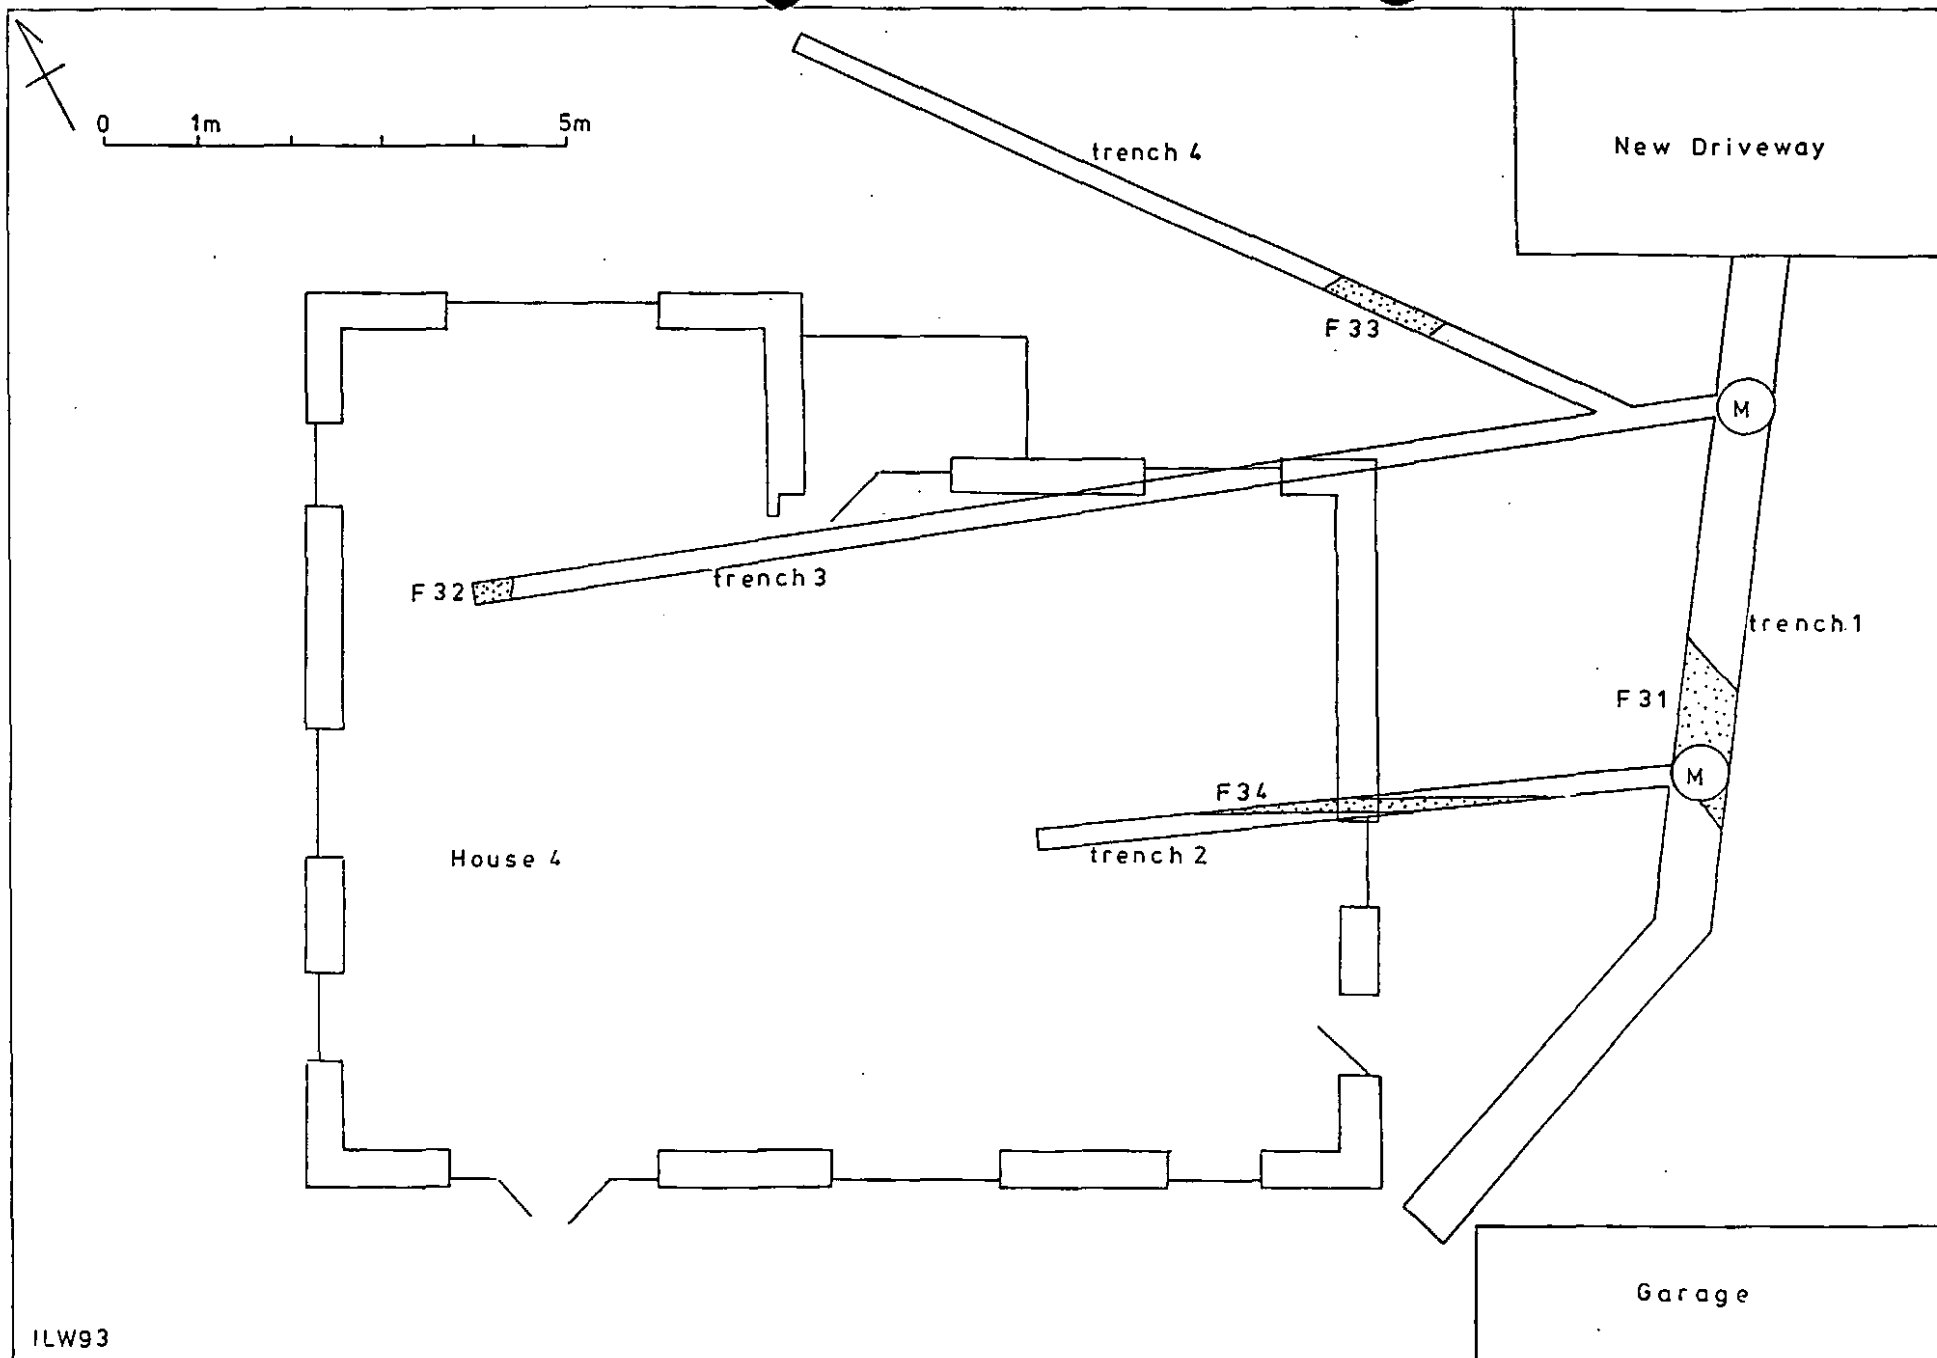 0 1m 5m
trench 4
New Driveway
F 33
M
F 32
trench 3
trench 1
F 31
M
F 34
trench 2
House 4
Garage
ILW93